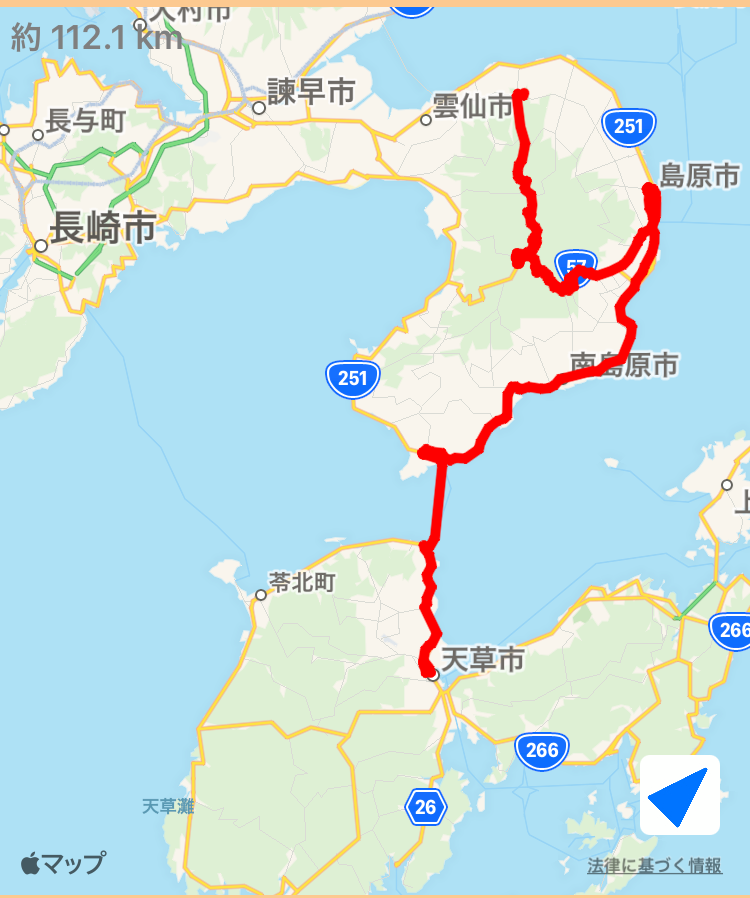 大村市
約 112.1 km
諫早市
雲仙市
長与町
251
島原市
長崎市
57
南島原市
251
苓北町
266
天草市
266
天草灘
26
マップ
法律に基づく情報